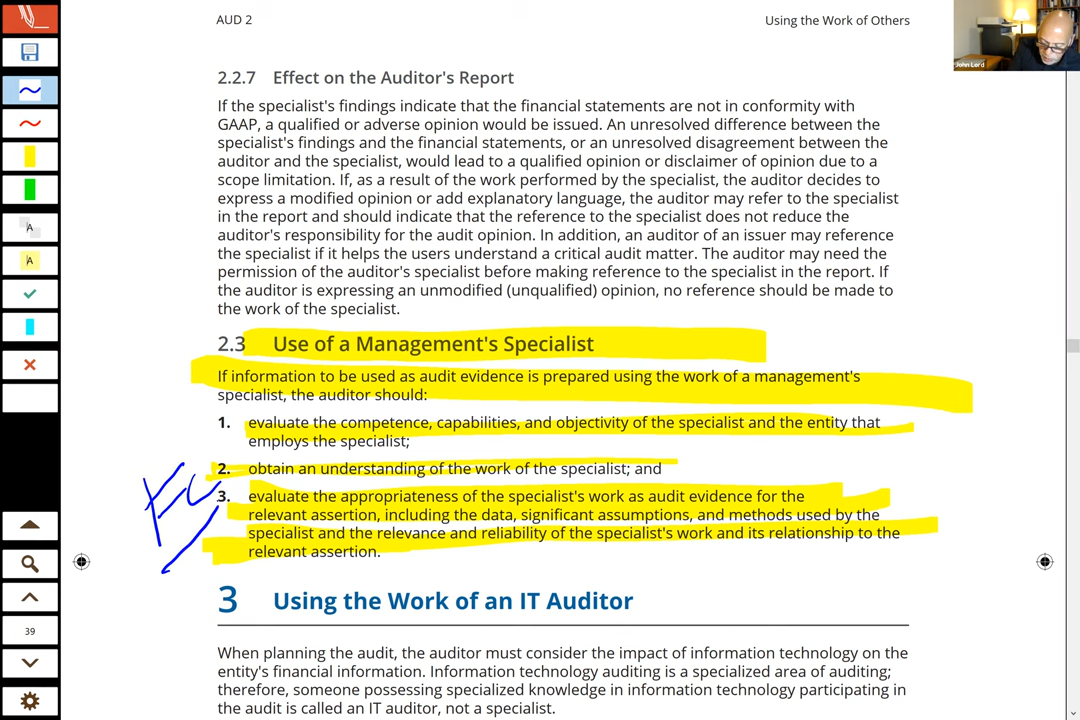 AUD 2
Using the Work of Others
John Lord
2.2.7 Effect on the Auditor's Report
If the specialist's findings indicate that the financial statements are not in conformity with
GAAP, a qualified or adverse opinion would be issued. An unresolved difference between the
specialist's findings and the financial statements, or an unresolved disagreement between the
auditor and the specialist, would lead to a qualified opinion or disclaimer of opinion due to a
scope limitation. If, as a result of the work performed by the specialist, the auditor decides to
express a modified opinion or add explanatory language, the auditor may refer to the specialist
in the report and should indicate that the reference to the specialist does not reduce the
auditor's responsibility for the audit opinion. In addition, an auditor of an issuer may reference
the specialist if it helps the users understand a critical audit matter. The auditor may need the
permission of the auditor's specialist before making reference to the specialist in the report. If
the auditor is expressing an unmodified (unqualified) opinion, no reference should be made to
the work of the specialist.
2.3 Use of a Management's Specialist
If information to be used as audit evidence is prepared using the work of a management's
specialist, the auditor should:
1. evaluate the competence, capabilities, and objectivity of the specialist and the entity that
employs the specialist;
2. obtain an understanding of the work of the specialist; and
3. evaluate the appropriateness of the specialist's work as audit evidence for the
relevant assertion, including the data, significant assumptions, and methods used by the
specialist and the relevance and reliability of the specialist's work and its relationship to the
relevant assertion.
3 Using the Work of an IT Auditor
When planning the audit, the auditor must consider the impact of information technology on the
entity's financial information. Information technology auditing is a specialized area of auditing;
therefore, someone possessing specialized knowledge in information technology participating in
the audit is called an IT auditor, not a specialist.
A
A
39